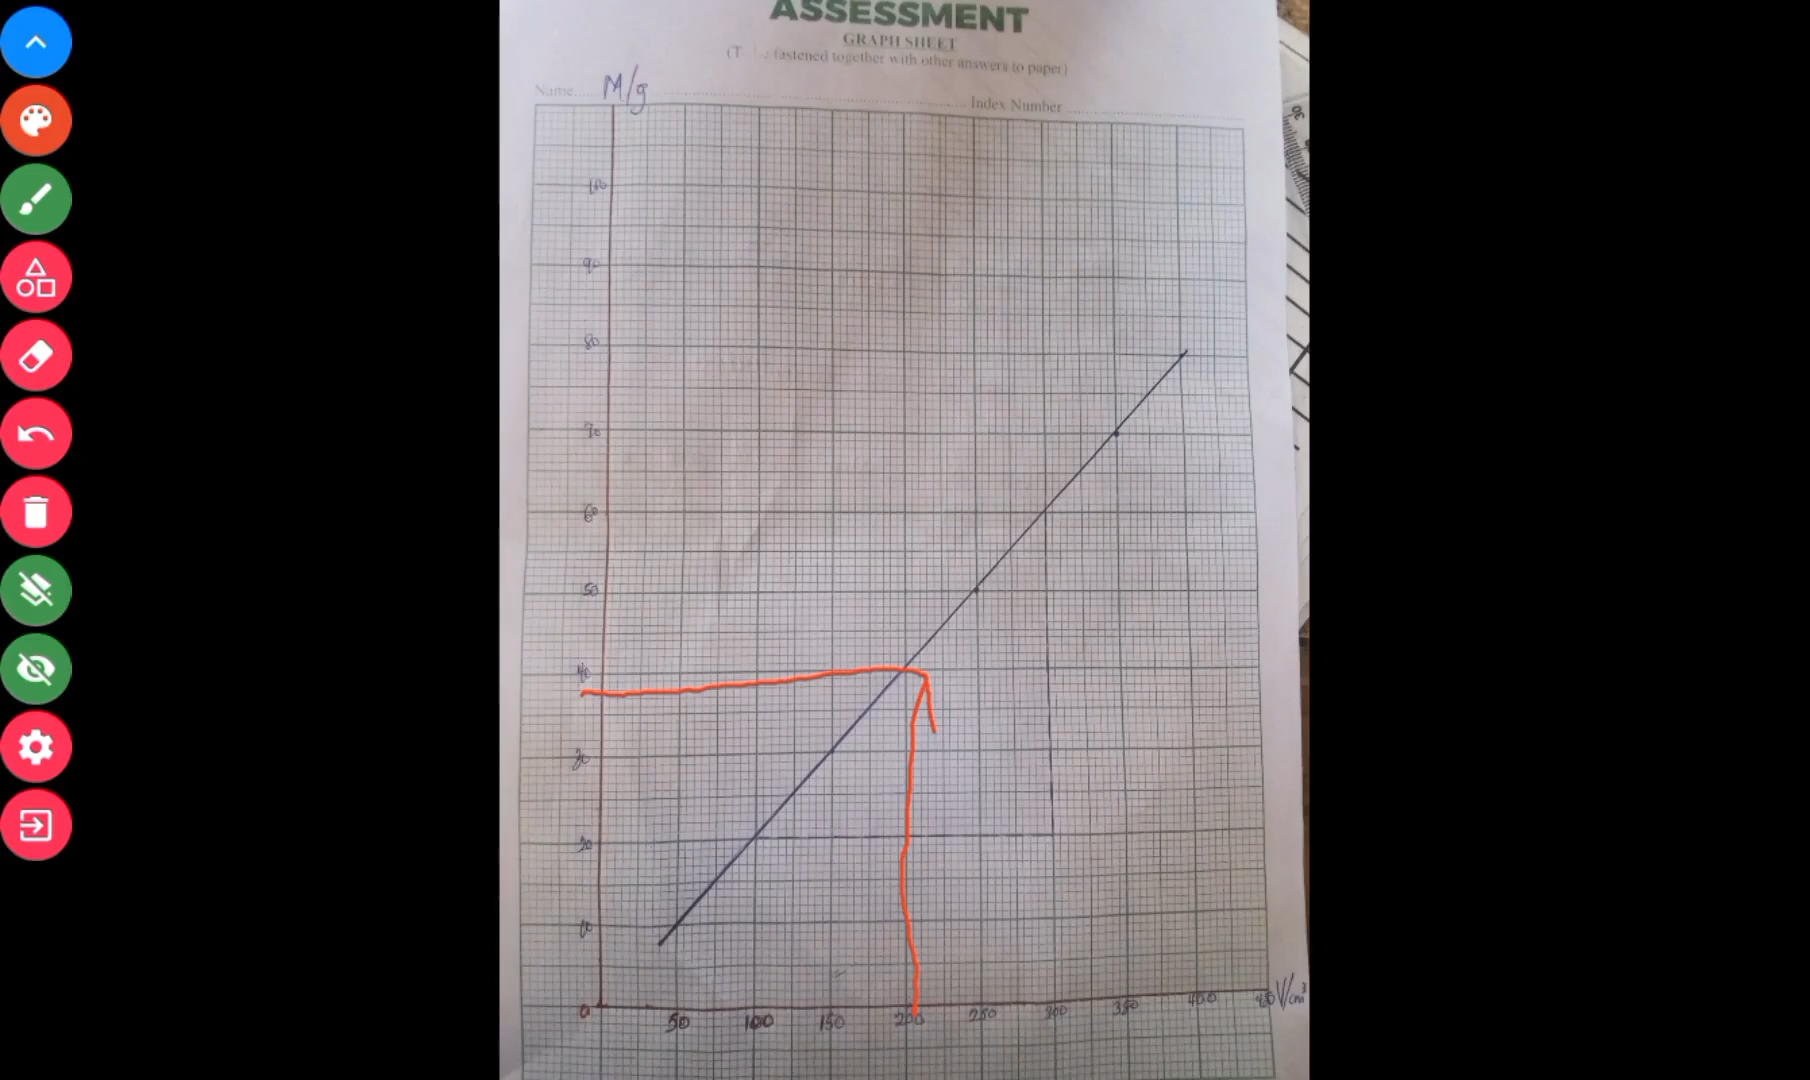 ASSESSMENT
GRAPH SHEET
fastened together with other answers to paper)
Name
M/g
Index Number
100
90
80
70
60
50
40
30
20
10
0
50 100 150 200 250 300 350 400 450 V/cm³
30